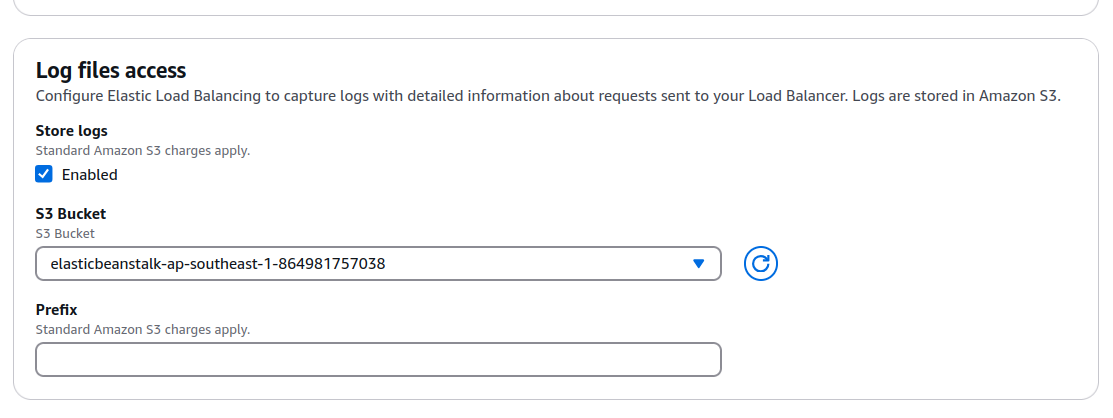 Log files access
Configure Elastic Load Balancing to capture logs with detailed information about requests sent to your Load Balancer. Logs are stored in Amazon S3.
Store logs
Standard Amazon S3 charges apply.
Enabled
S3 Bucket
S3 Bucket
elasticbeanstalk-ap-southeast-1-864981757038
Prefix
Standard Amazon S3 charges apply.